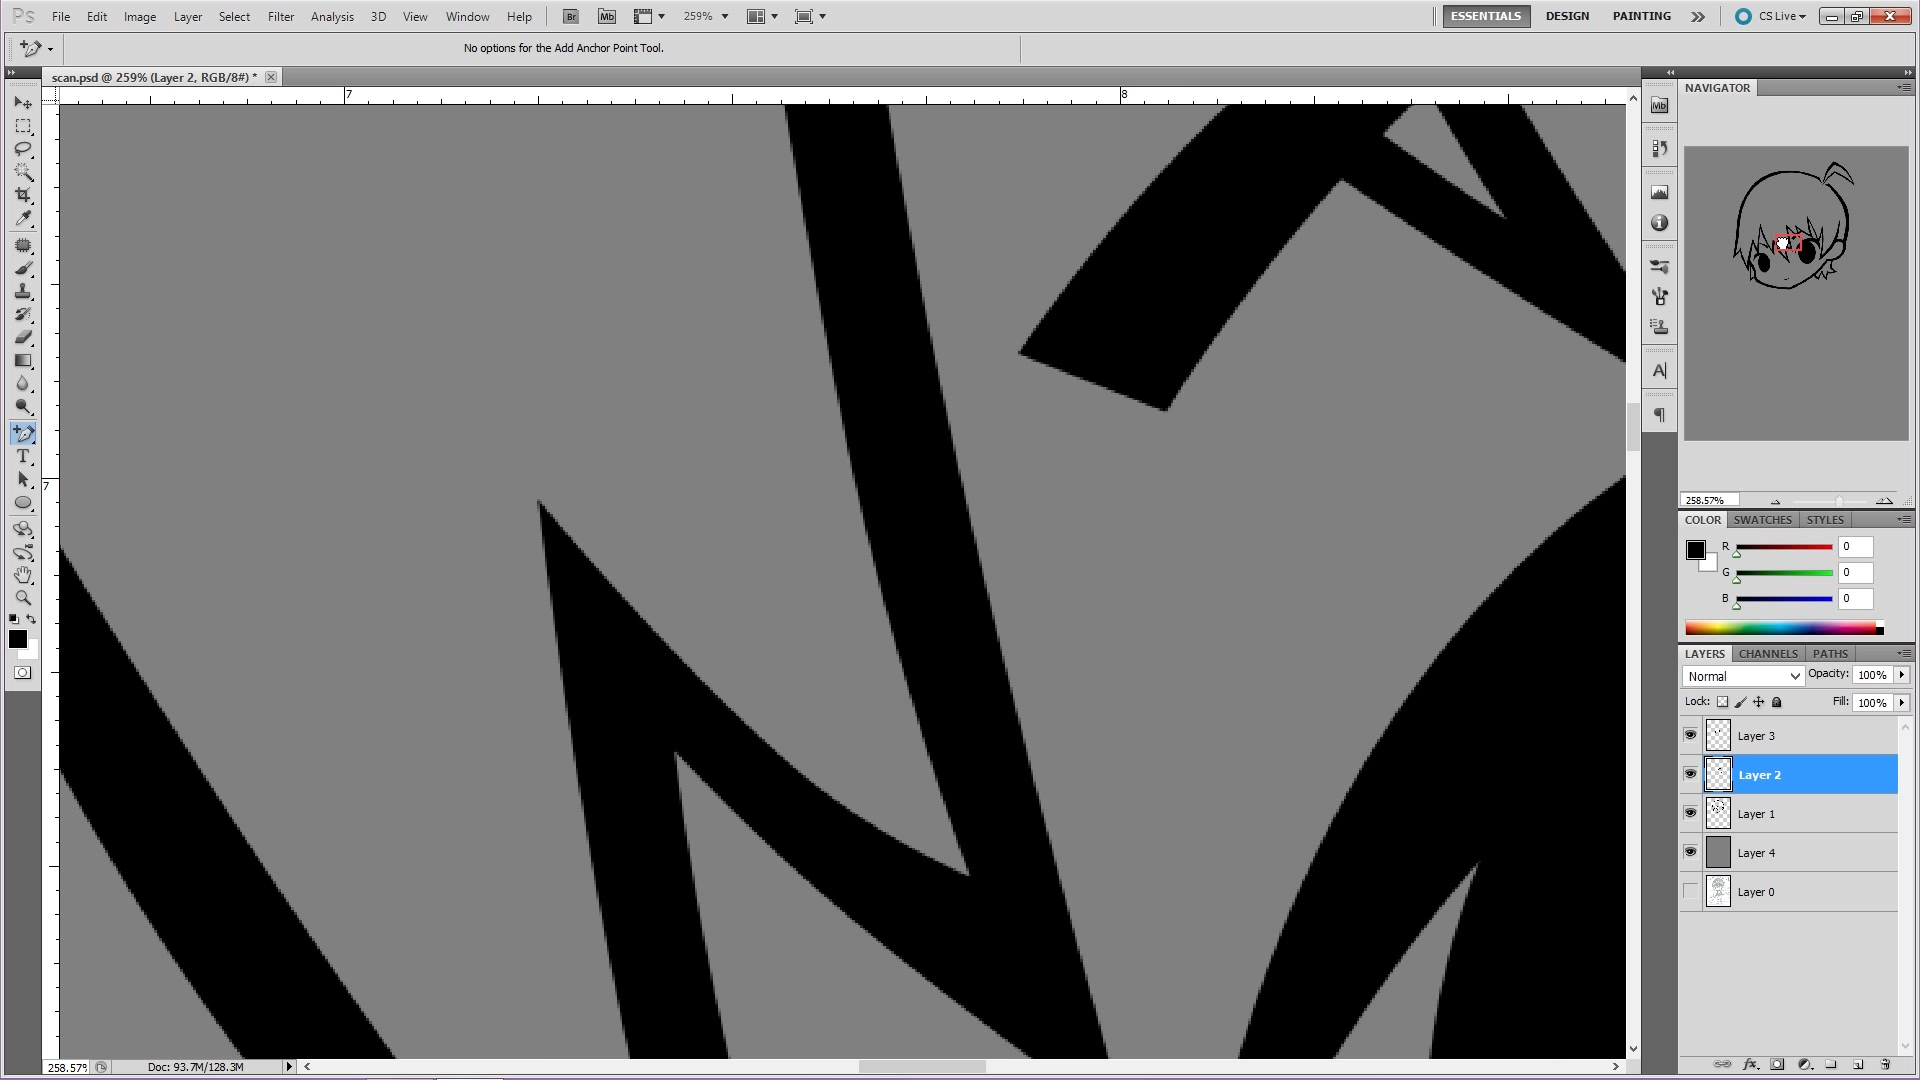 Ps File Edit Image Layer Select Filter Analysis 3D View Window Help Br Mb 259% ESSENTIALS DESIGN PAINTING CS Live
No options for the Add Anchor Point Tool.
scan.psd @ 259% (Layer 2, RGB/8#) *
7 8
7
Mb
NAVIGATOR
258.57%
COLOR SWATCHES STYLES
R 0
G 0
B 0
LAYERS CHANNELS PATHS
Normal Opacity: 100%
Lock: Fill: 100%
Layer 3
Layer 2
Layer 1
Layer 4
Layer 0
258.57% Doc: 93.7M/128.3M